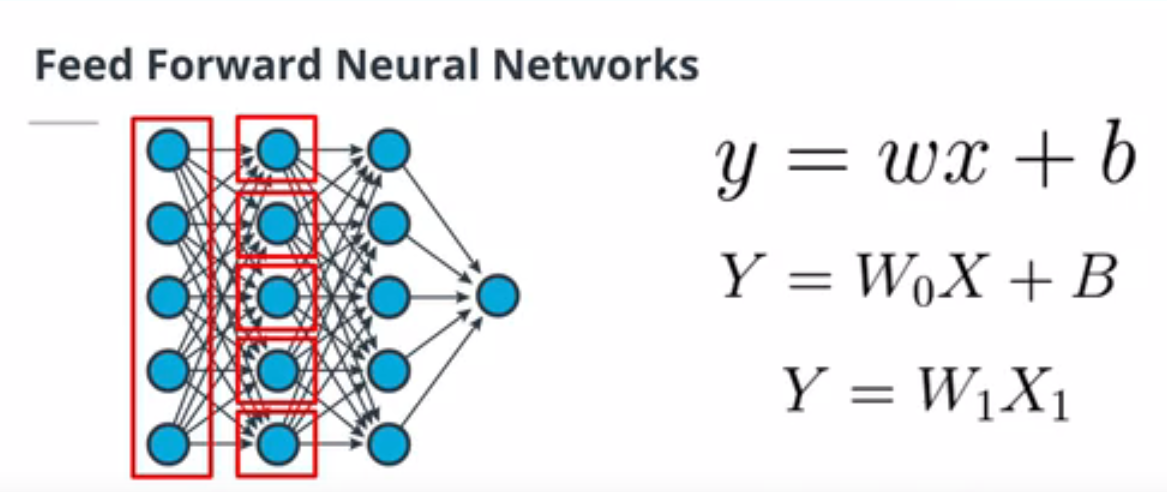 Feed Forward Neural Networks
y = wx + b
Y = W₀X + B
Y = W₁X₁